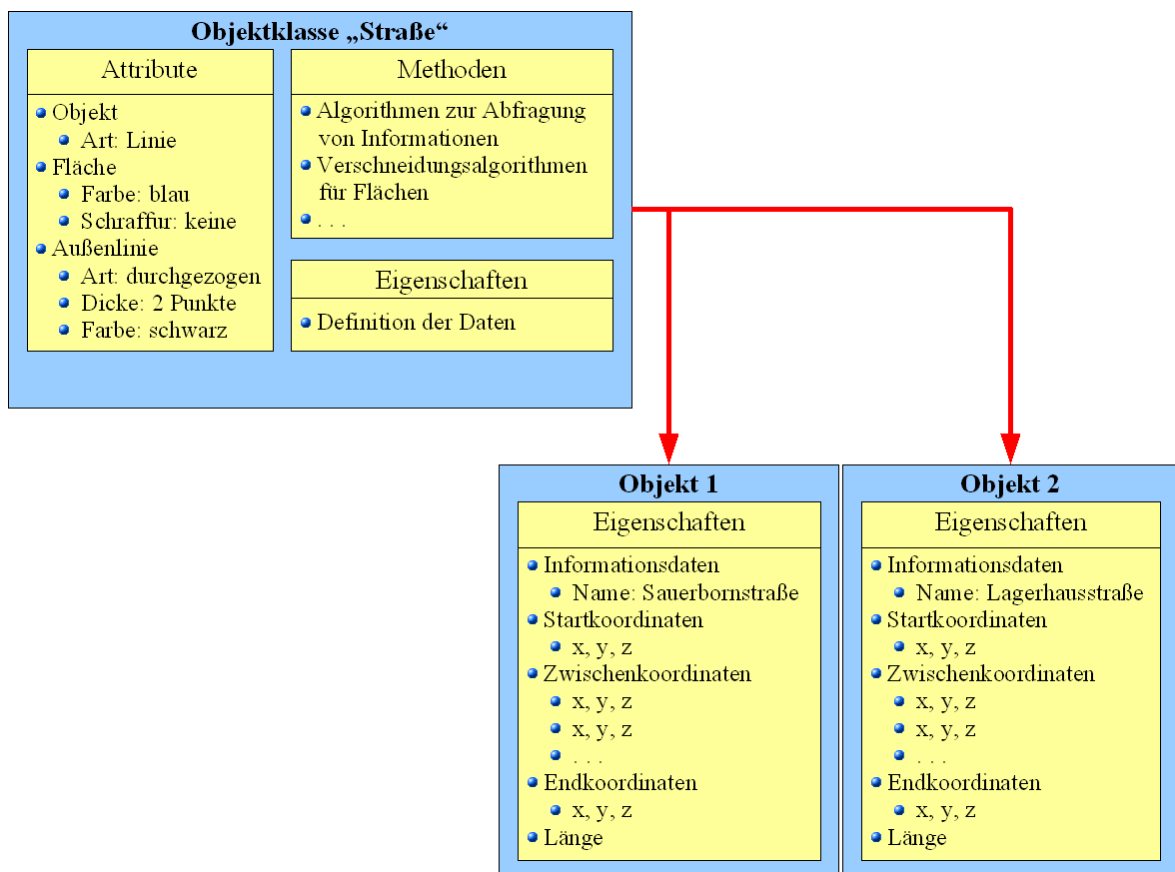 Objektklasse „Straße“
Attribute
Objekt
Art: Linie
Fläche
Farbe: blau
Schraffur: keine
Außenlinie
Art: durchgezogen
Dicke: 2 Punkte
Farbe: schwarz
Methoden
Algorithmen zur Abfragung
von Informationen
Verschneidungsalgorithmen
für Flächen
. . .
Eigenschaften
Definition der Daten
Objekt 1
Eigenschaften
Informationsdaten
Name: Sauerbornstraße
Startkoordinaten
x, y, z
Zwischenkoordinaten
x, y, z
x, y, z
. . .
Endkoordinaten
x, y, z
Länge
Objekt 2
Eigenschaften
Informationsdaten
Name: Lagerhausstraße
Startkoordinaten
x, y, z
Zwischenkoordinaten
x, y, z
x, y, z
. . .
Endkoordinaten
x, y, z
Länge